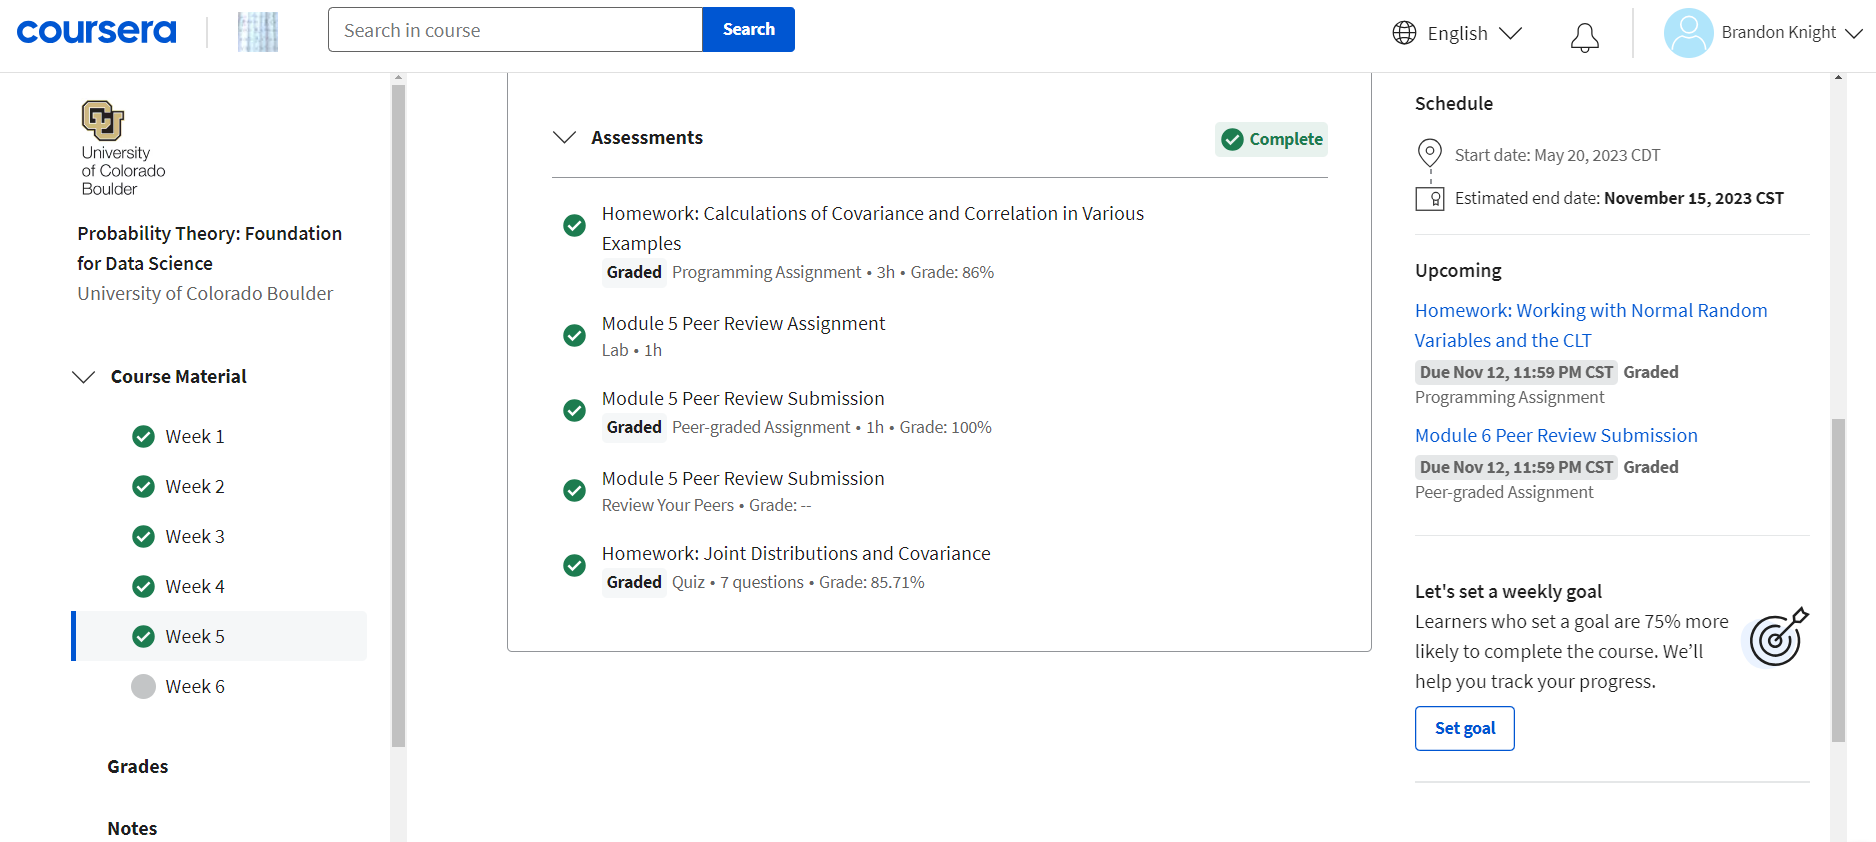 coursera
Search in course
Search
English
Brandon Knight
University
of Colorado
Boulder
Probability Theory: Foundation
for Data Science
University of Colorado Boulder
Course Material
Week 1
Week 2
Week 3
Week 4
Week 5
Week 6
Grades
Notes
Assessments
Complete
Homework: Calculations of Covariance and Correlation in Various
Examples
Graded Programming Assignment • 3h • Grade: 86%
Module 5 Peer Review Assignment
Lab • 1h
Module 5 Peer Review Submission
Graded Peer-graded Assignment • 1h • Grade: 100%
Module 5 Peer Review Submission
Review Your Peers • Grade: --
Homework: Joint Distributions and Covariance
Graded Quiz • 7 questions • Grade: 85.71%
Schedule
Start date: May 20, 2023 CDT
Estimated end date: November 15, 2023 CST
Upcoming
Homework: Working with Normal Random
Variables and the CLT
Due Nov 12, 11:59 PM CST Graded
Programming Assignment
Module 6 Peer Review Submission
Due Nov 12, 11:59 PM CST Graded
Peer-graded Assignment
Let's set a weekly goal
Learners who set a goal are 75% more
likely to complete the course. We’ll
help you track your progress.
Set goal